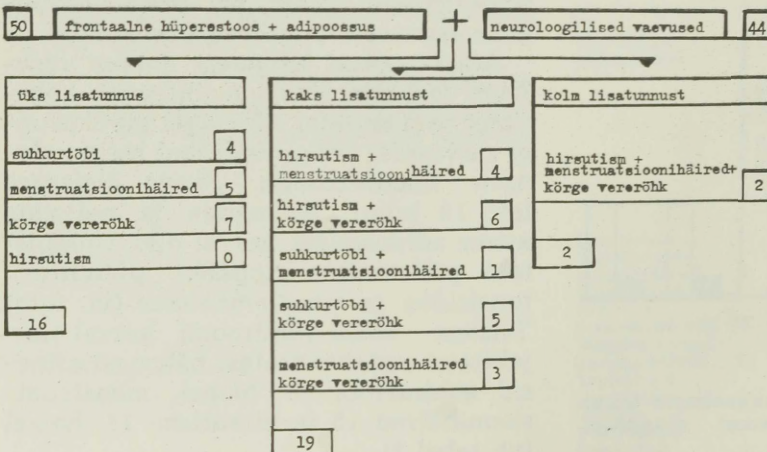 50 frontaalne hüperestoos + adipoossus + neuroloogilised vaevused 44
üks lisatunnus
suhkurtõbi 4
menstruatsioonihäired 5
kõrge vererõhk 7
hirsutism 0
16
kaks lisatunnust
hirsutism +
menstruatsioonihäired 4
hirsutism +
kõrge vererõhk 6
suhkurtõbi +
menstruatsioonihäired 1
suhkurtõbi +
kõrge vererõhk 5
menstruatsioonihäired
kõrge vererõhk 3
19
kolm lisatunnust
hirsutism +
menstruatsioonihäired+
kõrge vererõhk 2
2